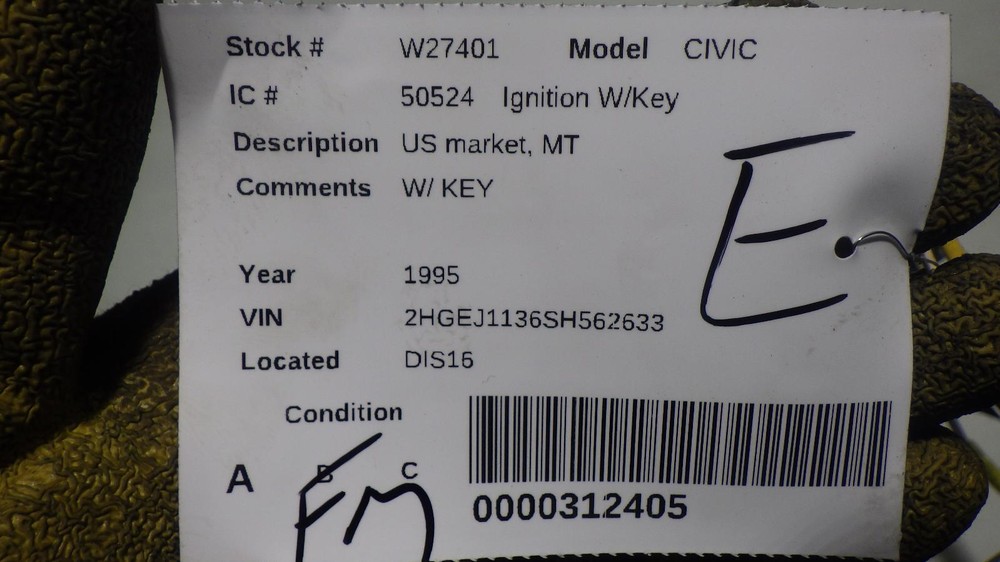 Stock # W27401 Model CIVIC
IC # 50524 Ignition W/Key
Description US market, MT
Comments W/ KEY
E
Year 1995
VIN 2HGEJ1136SH562633
Located DIS16
Condition
A B C
0000312405